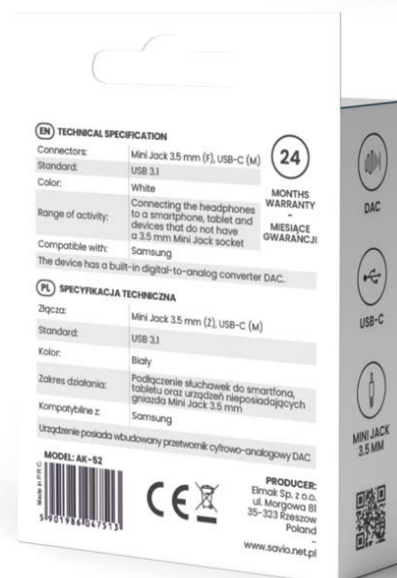 EN TECHNICAL SPECIFICATION
Connectors: Mini Jack 3.5 mm (F), USB-C (M)
Standard: USB 3.1
Color: White
Range of activity: Connecting the headphones
to a smartphone, tablet and
devices that do not have
a 3.5 mm Mini Jack socket
Compatible with: Samsung
The device has a built-in digital-to-analog converter DAC.
24
MONTHS
WARRANTY
-
MIESIĄCE
GWARANCJI
PL SPECYFIKACJA TECHNICZNA
Złącza: Mini Jack 3.5 mm (Ż), USB-C (M)
Standard: USB 3.1
Kolor: Biały
Zakres działania: Podłączenie słuchawek do smartfona,
tabletu oraz urządzeń nieposiadających
gniazda Mini Jack 3.5 mm
Kompatybilne z: Samsung
Urządzenie posiada wbudowany przetwornik cyfrowo-analogowy DAC
MODEL: AK-52
Made in P.R.C.
5 901986 047513
CE
PRODUCER:
Elmak Sp. z o.o.
ul. Morgowa 81
35-323 Rzeszow
Poland
-
www.savio.net.pl
DAC
USB-C
MINI JACK
3.5 MM